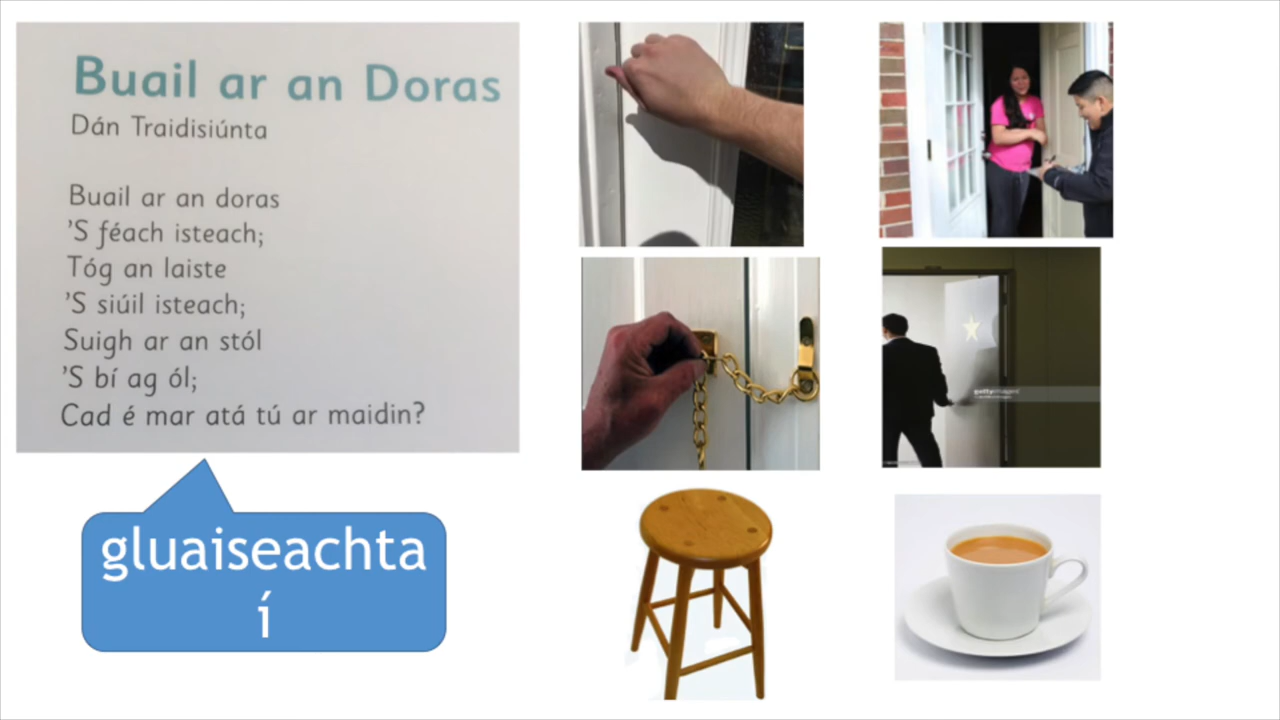 Buail ar an Doras
Dán Traidisiúnta
Buail ar an doras
’S féach isteach;
Tóg an laiste
’S siúil isteach;
Suigh ar an stól
’S bí ag ól;
Cad é mar atá tú ar maidin?
gluaiseachta
í
gettyimages